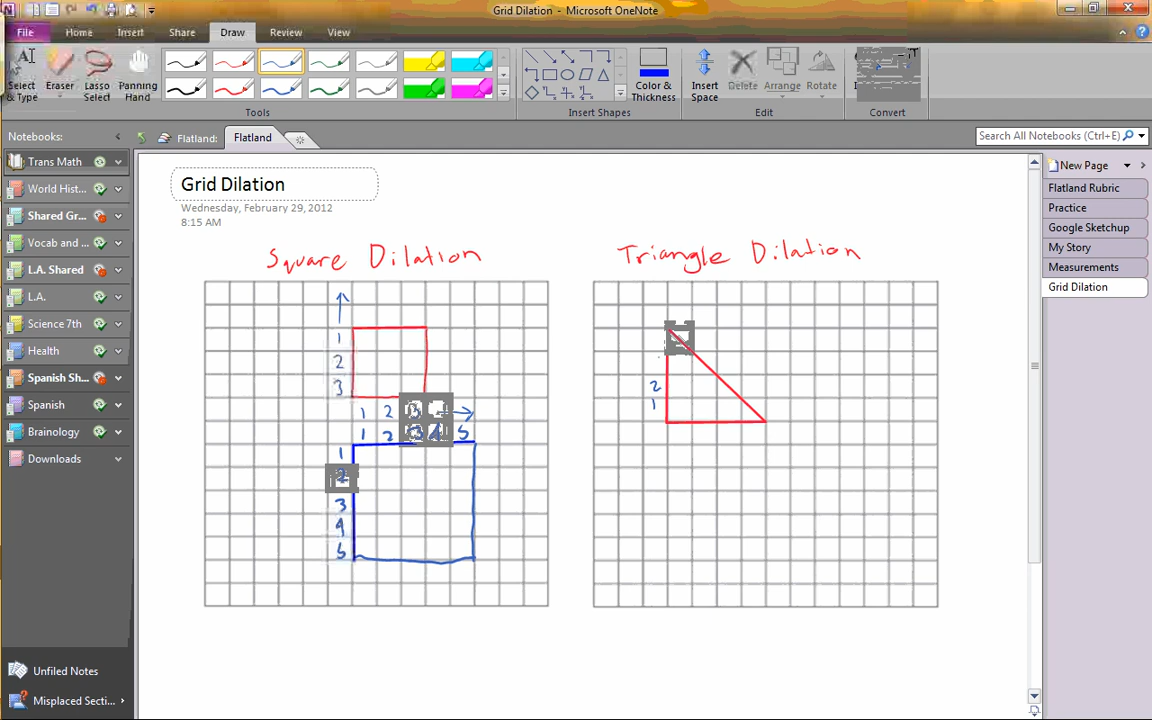 Grid Dilation - Microsoft OneNote
File Home Insert Share Draw Review View
Select & Type Eraser Lasso Select Panning Hand Color & Thickness Insert Space Delete Arrange Rotate
Tools Insert Shapes Edit Convert
Notebooks: Flatland: Flatland Search All Notebooks (Ctrl+E)
Trans Math
World Hist...
Shared Gr...
Vocab and ...
L.A. Shared
L.A.
Science 7th
Health
Spanish Sh...
Spanish
Brainology
Downloads
Unfiled Notes
Misplaced Secti...
Grid Dilation
Wednesday, February 29, 2012
8:15 AM
Square Dilation
1
2
3
1 2 3
1 2 3 4 5
1
2
3
4
5
Triangle Dilation
2
1
New Page
Flatland Rubric
Practice
Google Sketchup
My Story
Measurements
Grid Dilation